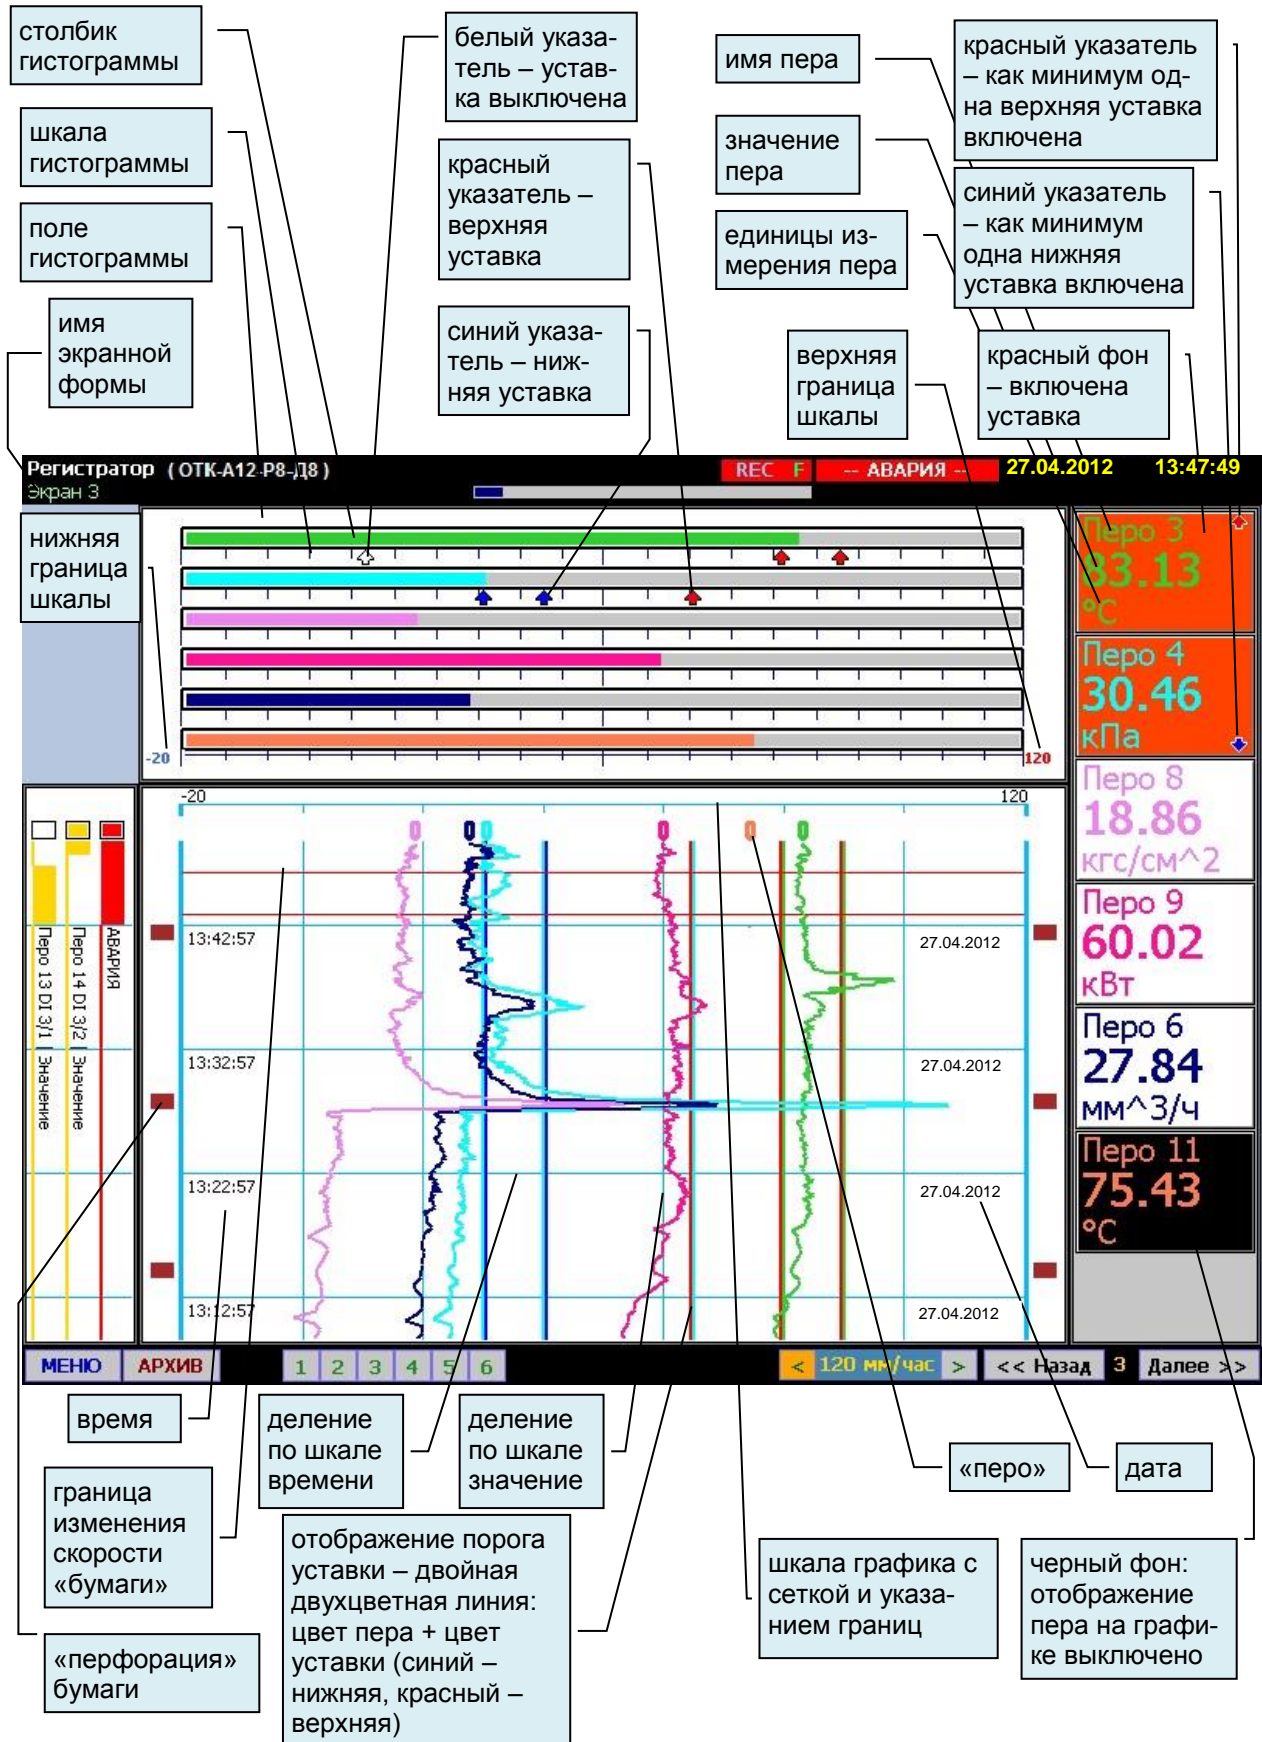 столбик
гистограммы
белый указа-
тель – устав-
ка выключена
имя пера
красный указатель
– как минимум од-
на верхняя уставка
включена
шкала
гистограммы
красный
указатель –
верхняя
уставка
значение
пера
синий указатель
– как минимум
одна нижняя
уставка включена
поле
гистограммы
единицы из-
мерения пера
имя
экранной
формы
синий указа-
тель – ниж-
няя уставка
верхняя
граница
шкалы
красный фон
– включена
уставка
Регистратор ( ОТК-А12-Р8-Д8 )
Экран 3
REC F
-- АВАРИЯ --
27.04.2012
13:47:49
нижняя
граница
шкалы
-20
120
Перо 3
83.13
°C
Перо 4
30.46
кПа
Перо 8
18.86
кгс/см^2
Перо 9
60.02
кВт
Перо 6
27.84
мм^3/ч
Перо 11
75.43
°C
-20
120
13:42:57
27.04.2012
13:32:57
27.04.2012
13:22:57
27.04.2012
13:12:57
27.04.2012
Перо 13 DI 3/1 | Значение
Перо 14 DI 3/2 | Значение
АВАРИЯ
МЕНЮ
АРХИВ
1 2 3 4 5 6
< 120 мм/час >
<< Назад 3 Далее >>
время
деление
по шкале
времени
деление
по шкале
значение
«перо»
дата
граница
изменения
скорости
«бумаги»
отображение порога
уставки – двойная
двухцветная линия:
цвет пера + цвет
уставки (синий –
нижняя, красный –
верхняя)
шкала графика с
сеткой и указа-
нием границ
черный фон:
отображение
пера на графи-
ке выключено
«перфорация»
бумаги